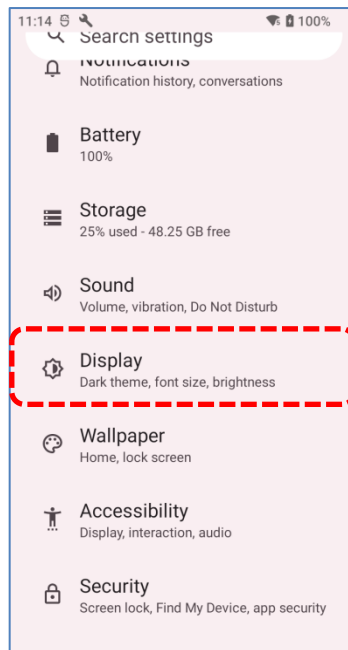 11:14 100%
Search settings
Notifications
Notification history, conversations
Battery
100%
Storage
25% used - 48.25 GB free
Sound
Volume, vibration, Do Not Disturb
Display
Dark theme, font size, brightness
Wallpaper
Home, lock screen
Accessibility
Display, interaction, audio
Security
Screen lock, Find My Device, app security